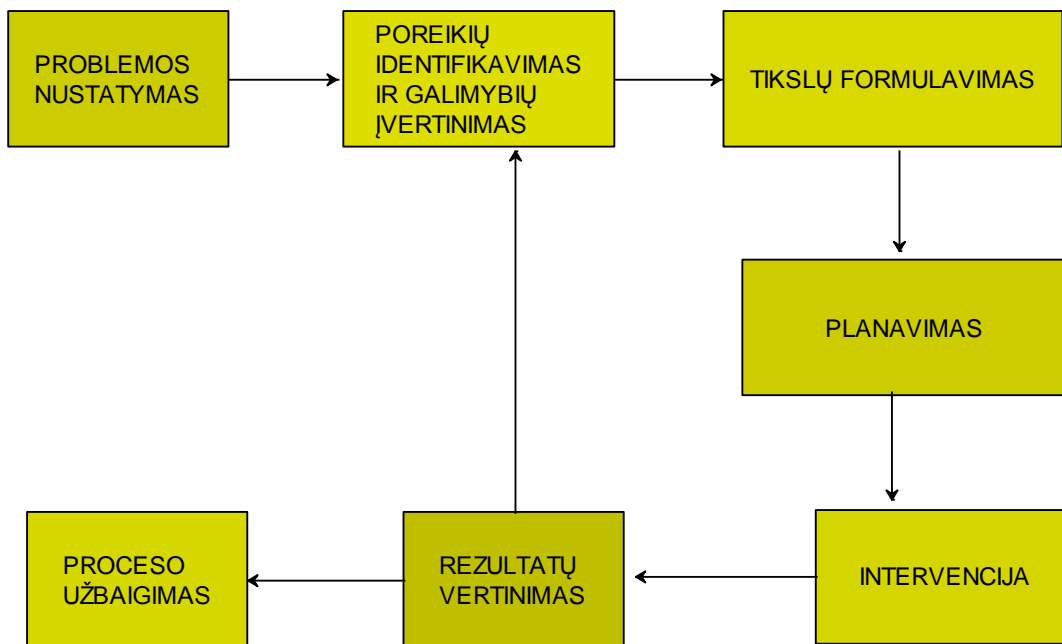 PROBLEMOS
NUSTATYMAS
POREIKIŲ
IDENTIFIKAVIMAS
IR GALIMYBIŲ
ĮVERTINIMAS
TIKSLŲ FORMULAVIMAS
PLANAVIMAS
INTERVENCIJA
REZULTATŲ
VERTINIMAS
PROCESO
UŽBAIGIMAS